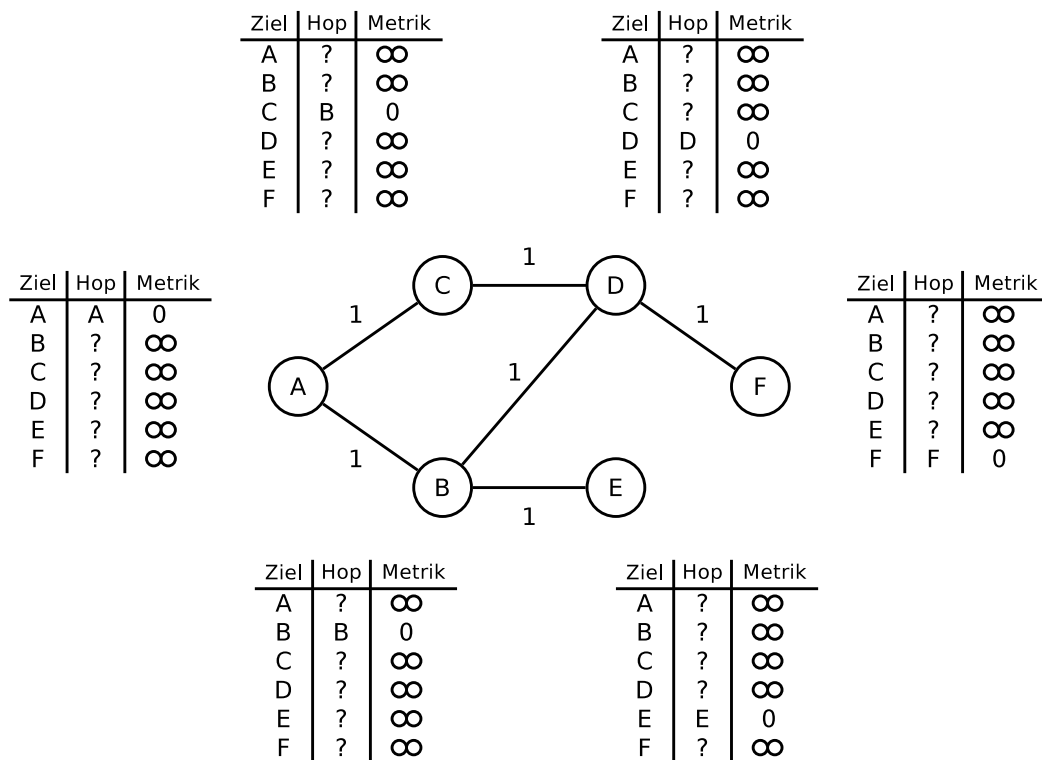 Ziel Hop Metrik
A ? ∞
B ? ∞
C B 0
D ? ∞
E ? ∞
F ? ∞
Ziel Hop Metrik
A ? ∞
B ? ∞
C ? ∞
D D 0
E ? ∞
F ? ∞
Ziel Hop Metrik
A A 0
B ? ∞
C ? ∞
D ? ∞
E ? ∞
F ? ∞
1
C
D
1
1
1
A
F
1
B
E
1
Ziel Hop Metrik
A ? ∞
B ? ∞
C ? ∞
D ? ∞
E ? ∞
F F 0
Ziel Hop Metrik
A ? ∞
B B 0
C ? ∞
D ? ∞
E ? ∞
F ? ∞
Ziel Hop Metrik
A ? ∞
B ? ∞
C ? ∞
D ? ∞
E E 0
F ? ∞